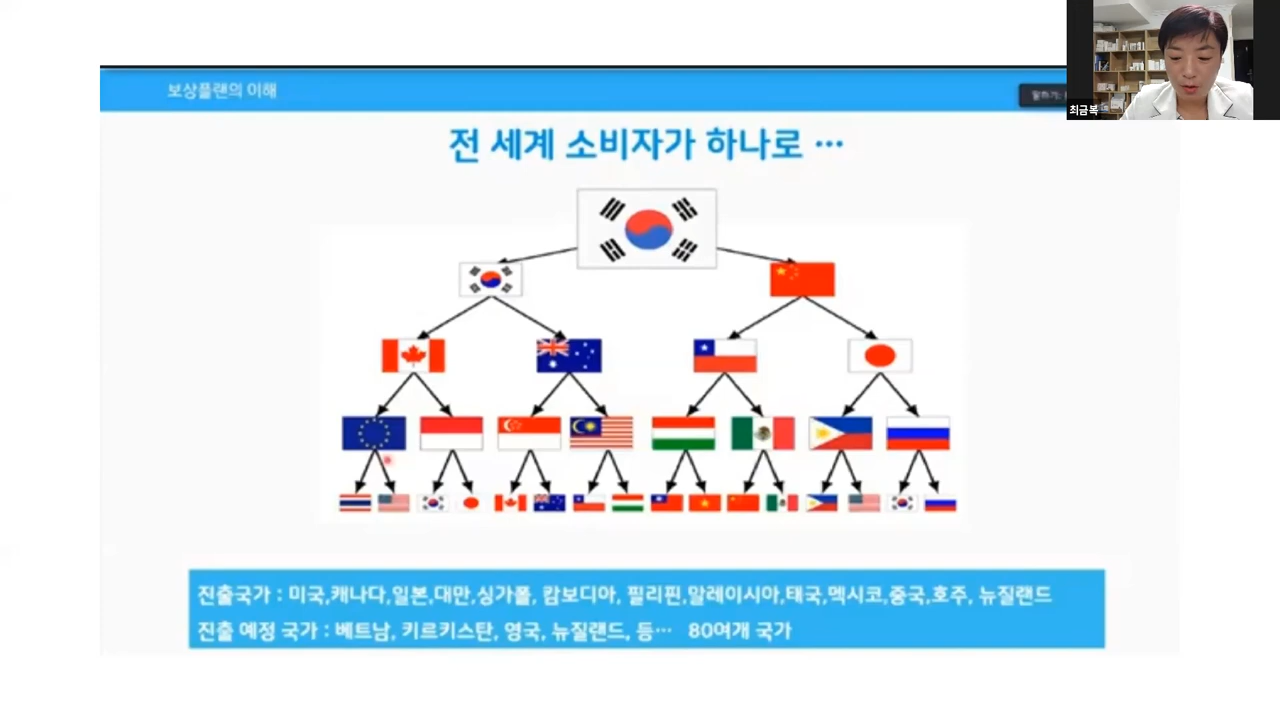 보상플랜의 이해
말하기:
최금복
전 세계 소비자가 하나로 …
진출국가 : 미국,캐나다,일본,대만,싱가폴, 캄보디아, 필리핀,말레이시아,태국,멕시코,중국,호주, 뉴질랜드
진출 예정 국가 : 베트남, 키르키스탄, 영국, 뉴질랜드, 등… 80여개 국가